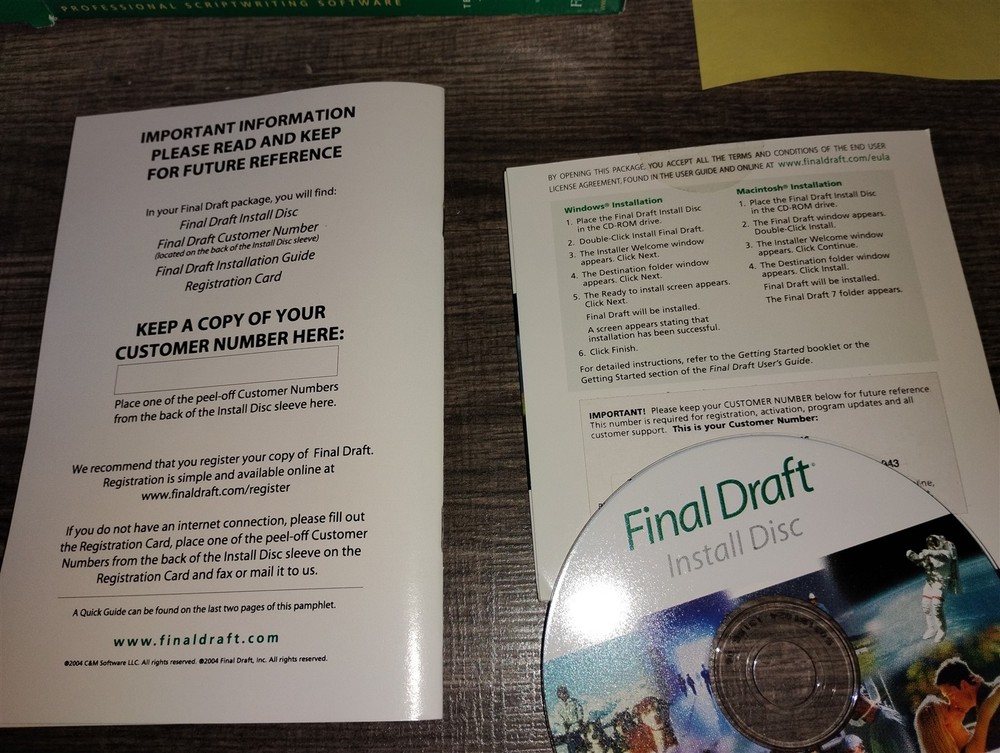 PROFESSIONAL SCRIPTWRITING SOFTWARE
IMPORTANT INFORMATION
PLEASE READ AND KEEP
FOR FUTURE REFERENCE
In your Final Draft package, you will find:
Final Draft Install Disc
Final Draft Customer Number
(located on the back of the Install Disc sleeve)
Final Draft Installation Guide
Registration Card
KEEP A COPY OF YOUR
CUSTOMER NUMBER HERE:
Place one of the peel-off Customer Numbers
from the back of the Install Disc sleeve here.
We recommend that you register your copy of Final Draft.
Registration is simple and available online at
www.finaldraft.com/register
If you do not have an internet connection, please fill out
the Registration Card, place one of the peel-off Customer
Numbers from the back of the Install Disc sleeve on the
Registration Card and fax or mail it to us.
A Quick Guide can be found on the last two pages of this pamphlet.
www.finaldraft.com
©2004 C&M Software LLC. All rights reserved. ©2004 Final Draft, Inc. All rights reserved.
BY OPENING THIS PACKAGE, YOU ACCEPT ALL THE TERMS AND CONDITIONS OF THE END USER
LICENSE AGREEMENT, FOUND IN THE USER GUIDE AND ONLINE AT www.finaldraft.com/eula
Windows® Installation
1. Place the Final Draft Install Disc
in the CD-ROM drive.
2. Double-Click Install Final Draft.
3. The Installer Welcome window
appears. Click Next.
4. The Destination folder window
appears. Click Next.
5. The Ready to install screen appears.
Click Next.
Final Draft will be installed.
A screen appears stating that
installation has been successful.
6. Click Finish.
Macintosh® Installation
1. Place the Final Draft Install Disc
in the CD-ROM drive.
2. The Final Draft window appears.
Double-Click Install.
3. The Installer Welcome window
appears. Click Continue.
4. The Destination folder window
appears. Click Install.
Final Draft will be installed.
The Final Draft 7 folder appears.
For detailed instructions, refer to the Getting Started booklet or the
Getting Started section of the Final Draft User's Guide.
IMPORTANT! Please keep your CUSTOMER NUMBER below for future reference.
This number is required for registration, activation, program updates and all
customer support. This is your Customer Number:
943
Final Draft
Install Disc